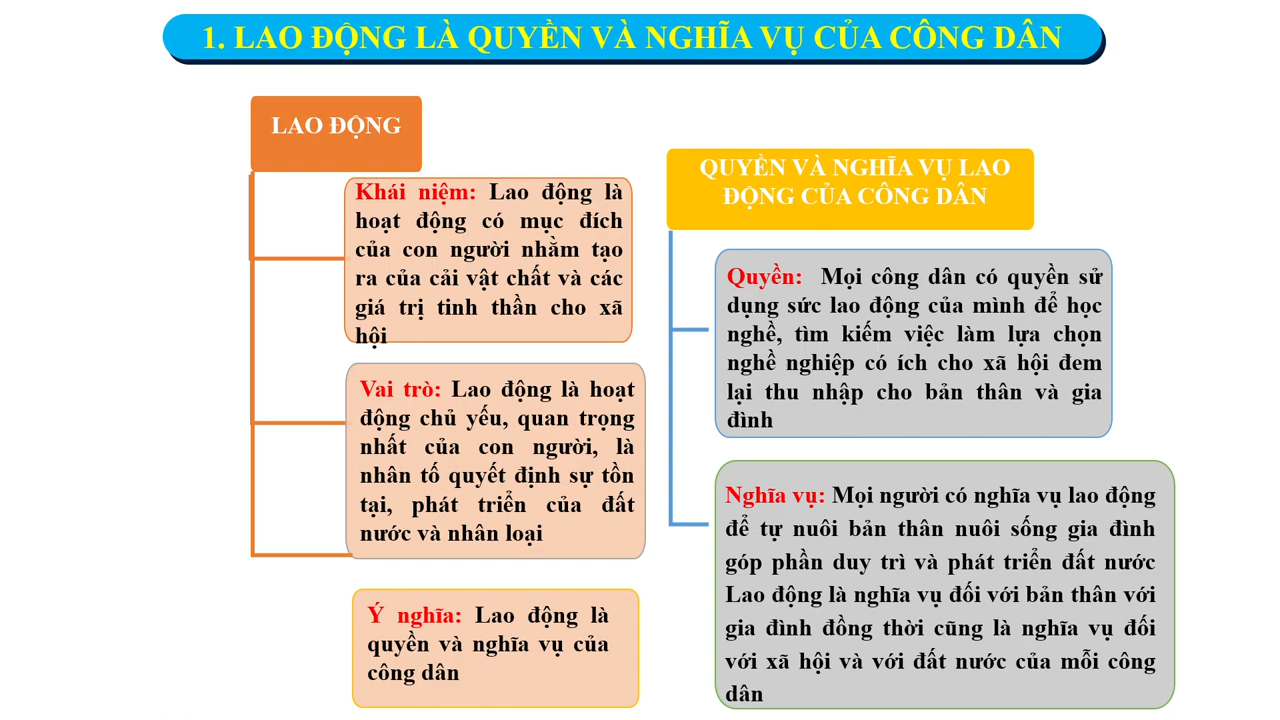 1. LAO ĐỘNG LÀ QUYỀN VÀ NGHĨA VỤ CỦA CÔNG DÂN
LAO ĐỘNG
Khái niệm: Lao động là
hoạt động có mục đích
của con người nhằm tạo
ra của cải vật chất và các
giá trị tinh thần cho xã
hội
Vai trò: Lao động là hoạt
động chủ yếu, quan trọng
nhất của con người, là
nhân tố quyết định sự tồn
tại, phát triển của đất
nước và nhân loại
Ý nghĩa: Lao động là
quyền và nghĩa vụ của
công dân
QUYỀN VÀ NGHĨA VỤ LAO
ĐỘNG CỦA CÔNG DÂN
Quyền: Mọi công dân có quyền sử
dụng sức lao động của mình để học
nghề, tìm kiếm việc làm lựa chọn
nghề nghiệp có ích cho xã hội đem
lại thu nhập cho bản thân và gia
đình
Nghĩa vụ: Mọi người có nghĩa vụ lao động
để tự nuôi bản thân nuôi sống gia đình
góp phần duy trì và phát triển đất nước
Lao động là nghĩa vụ đối với bản thân với
gia đình đồng thời cũng là nghĩa vụ đối
với xã hội và với đất nước của mỗi công
dân